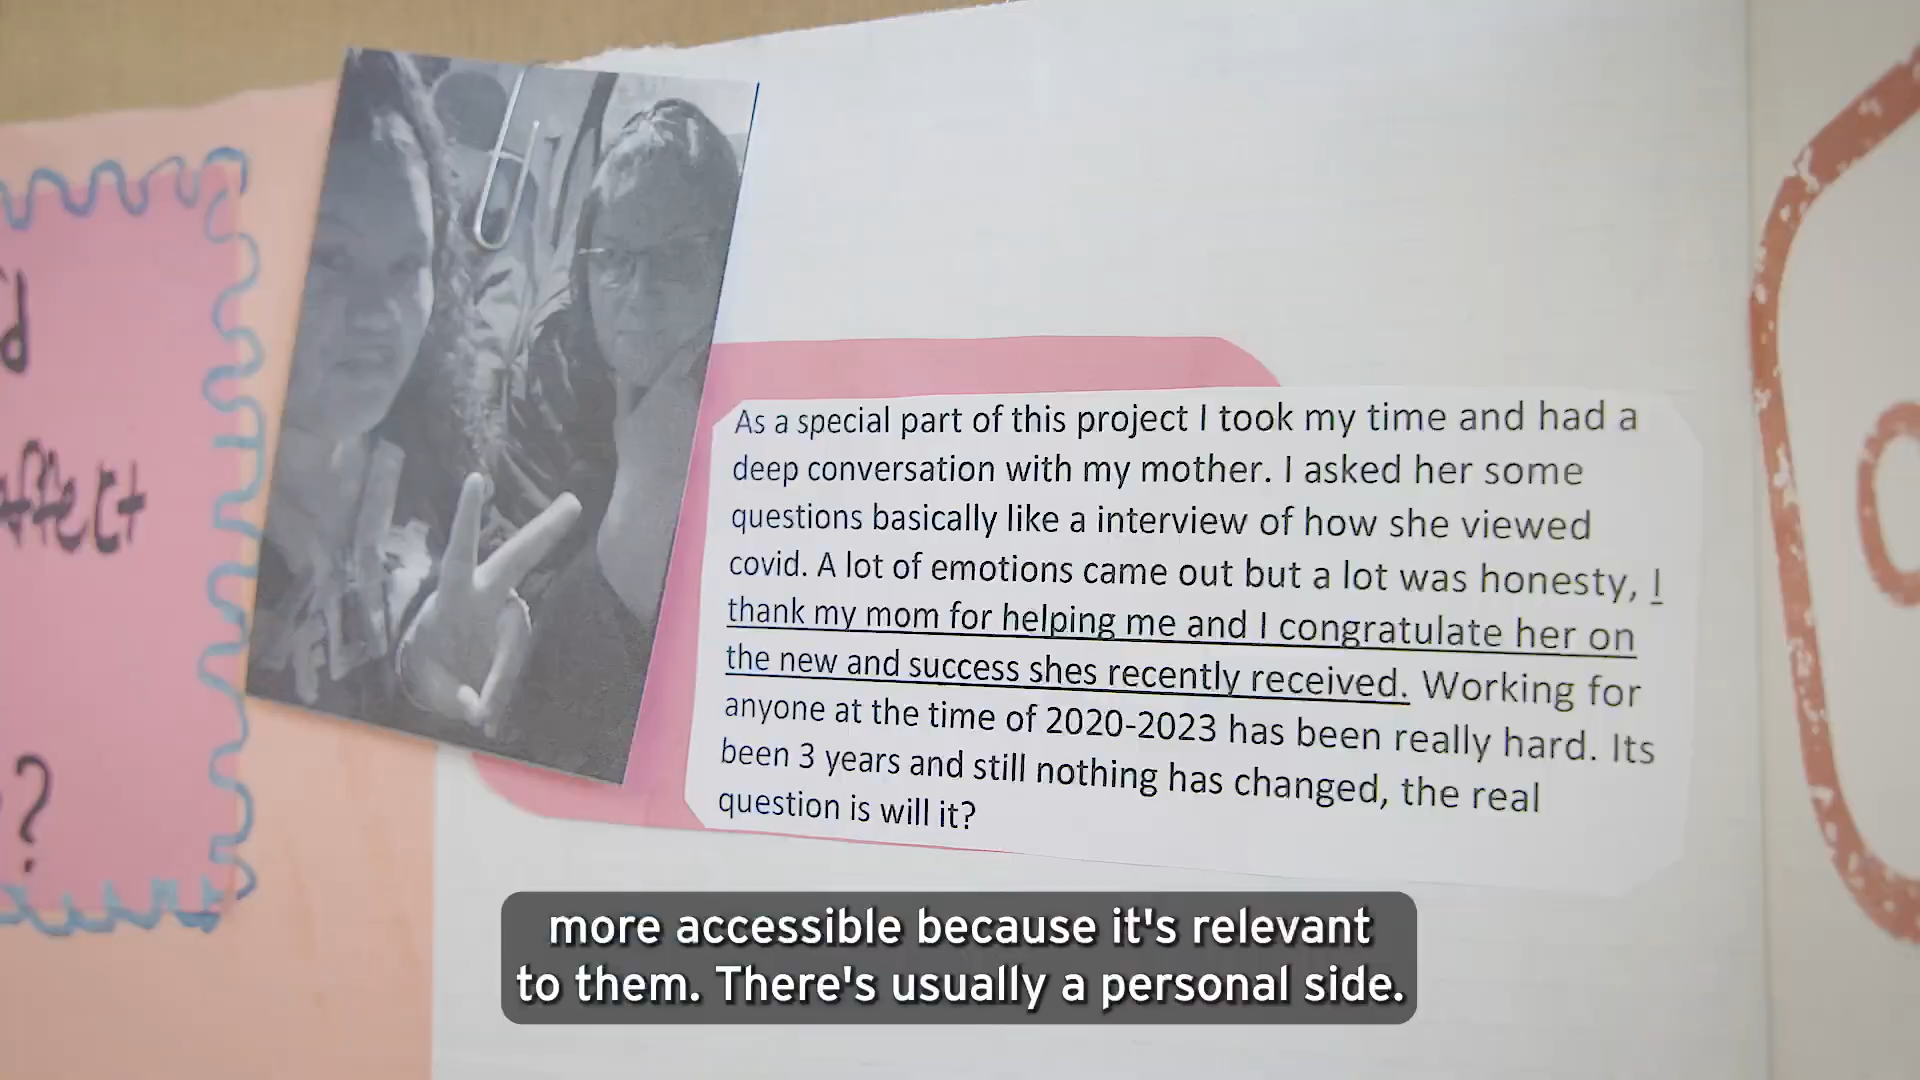 As a special part of this project I took my time and had a
deep conversation with my mother. I asked her some
questions basically like a interview of how she viewed
covid. A lot of emotions came out but a lot was honesty, I
thank my mom for helping me and I congratulate her on
the new and success shes recently received. Working for
anyone at the time of 2020-2023 has been really hard. Its
been 3 years and still nothing has changed, the real
question is will it?
more accessible because it's relevant
to them. There's usually a personal side.